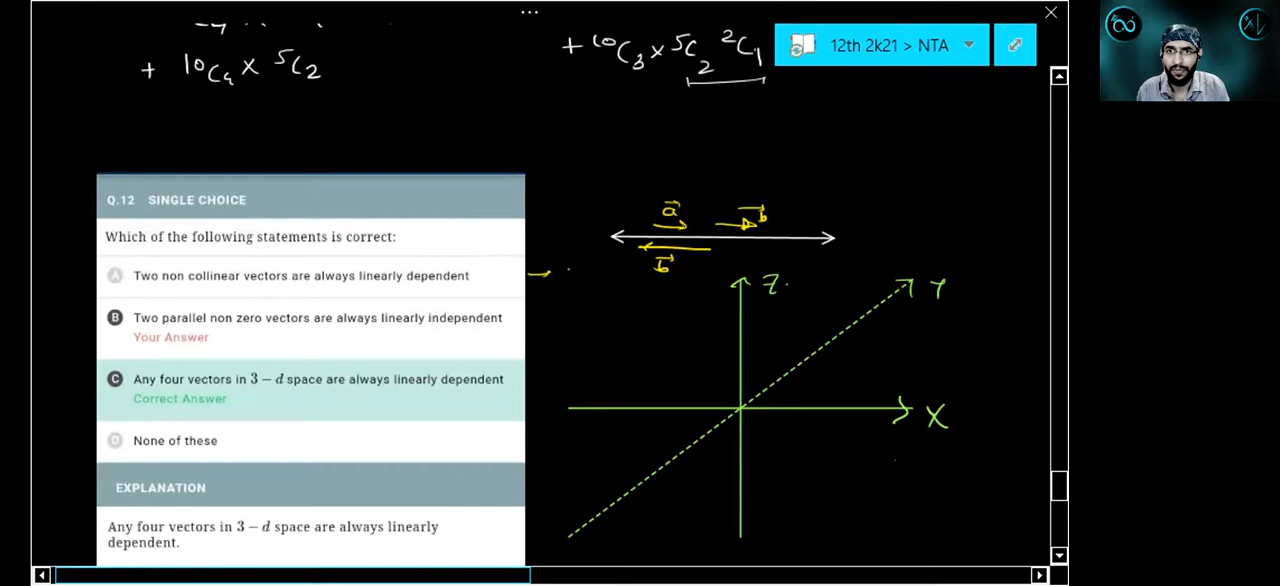 + ¹⁰C₄ × ⁵C₂
+ ¹⁰C₃ × ⁵C₂ ²C₁
12th 2k21 > NTA
Q.12 SINGLE CHOICE
Which of the following statements is correct:
A Two non collinear vectors are always linearly dependent
B Two parallel non zero vectors are always linearly independent
Your Answer
C Any four vectors in 3 − d space are always linearly dependent
Correct Answer
D None of these
EXPLANATION
Any four vectors in 3 − d space are always linearly
dependent.
a⃗
b⃗
b⃗
Z
Y
X